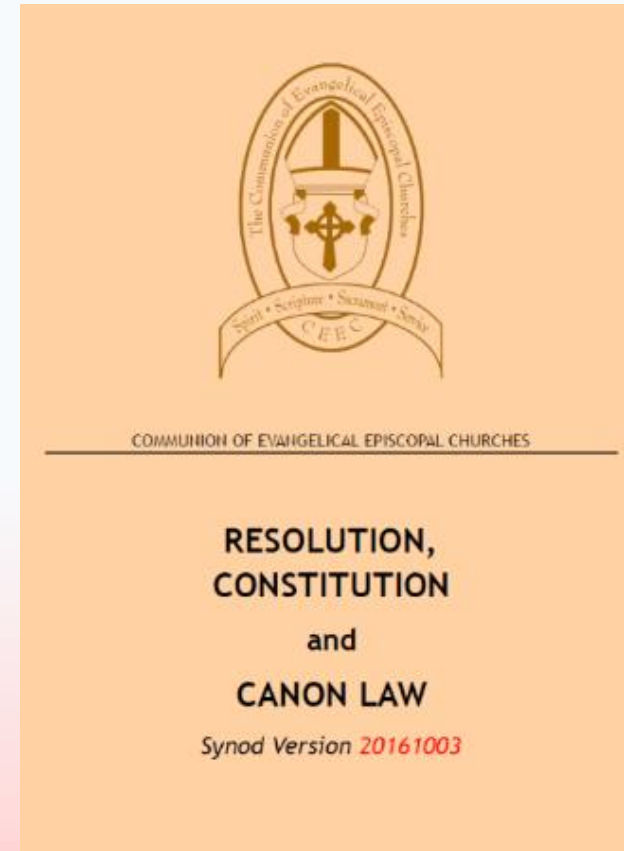 The Communion of Evangelical Episcopal Churches
Spirit • Scripture • Sacrament • Service
CEEC
COMMUNION OF EVANGELICAL EPISCOPAL CHURCHES
RESOLUTION,
CONSTITUTION
and
CANON LAW
Synod Version 20161003